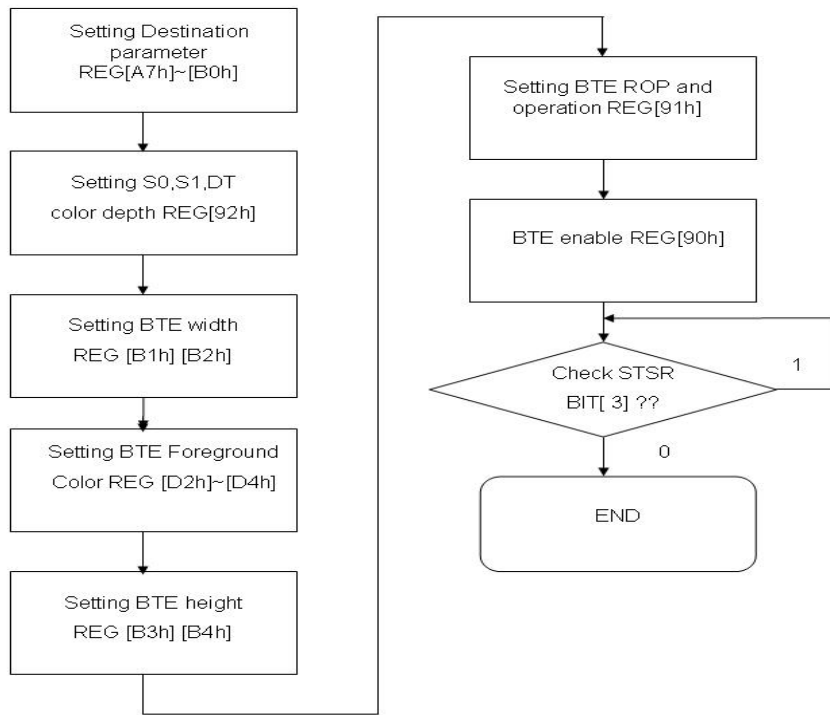 Setting Destination
parameter
REG[A7h]~[B0h]
Setting S0,S1,DT
color depth REG[92h]
Setting BTE width
REG [B1h] [B2h]
Setting BTE Foreground
Color REG [D2h]~[D4h]
Setting BTE height
REG [B3h] [B4h]
Setting BTE ROP and
operation REG[91h]
BTE enable REG[90h]
Check STSR
BIT[ 3] ??
1
0
END